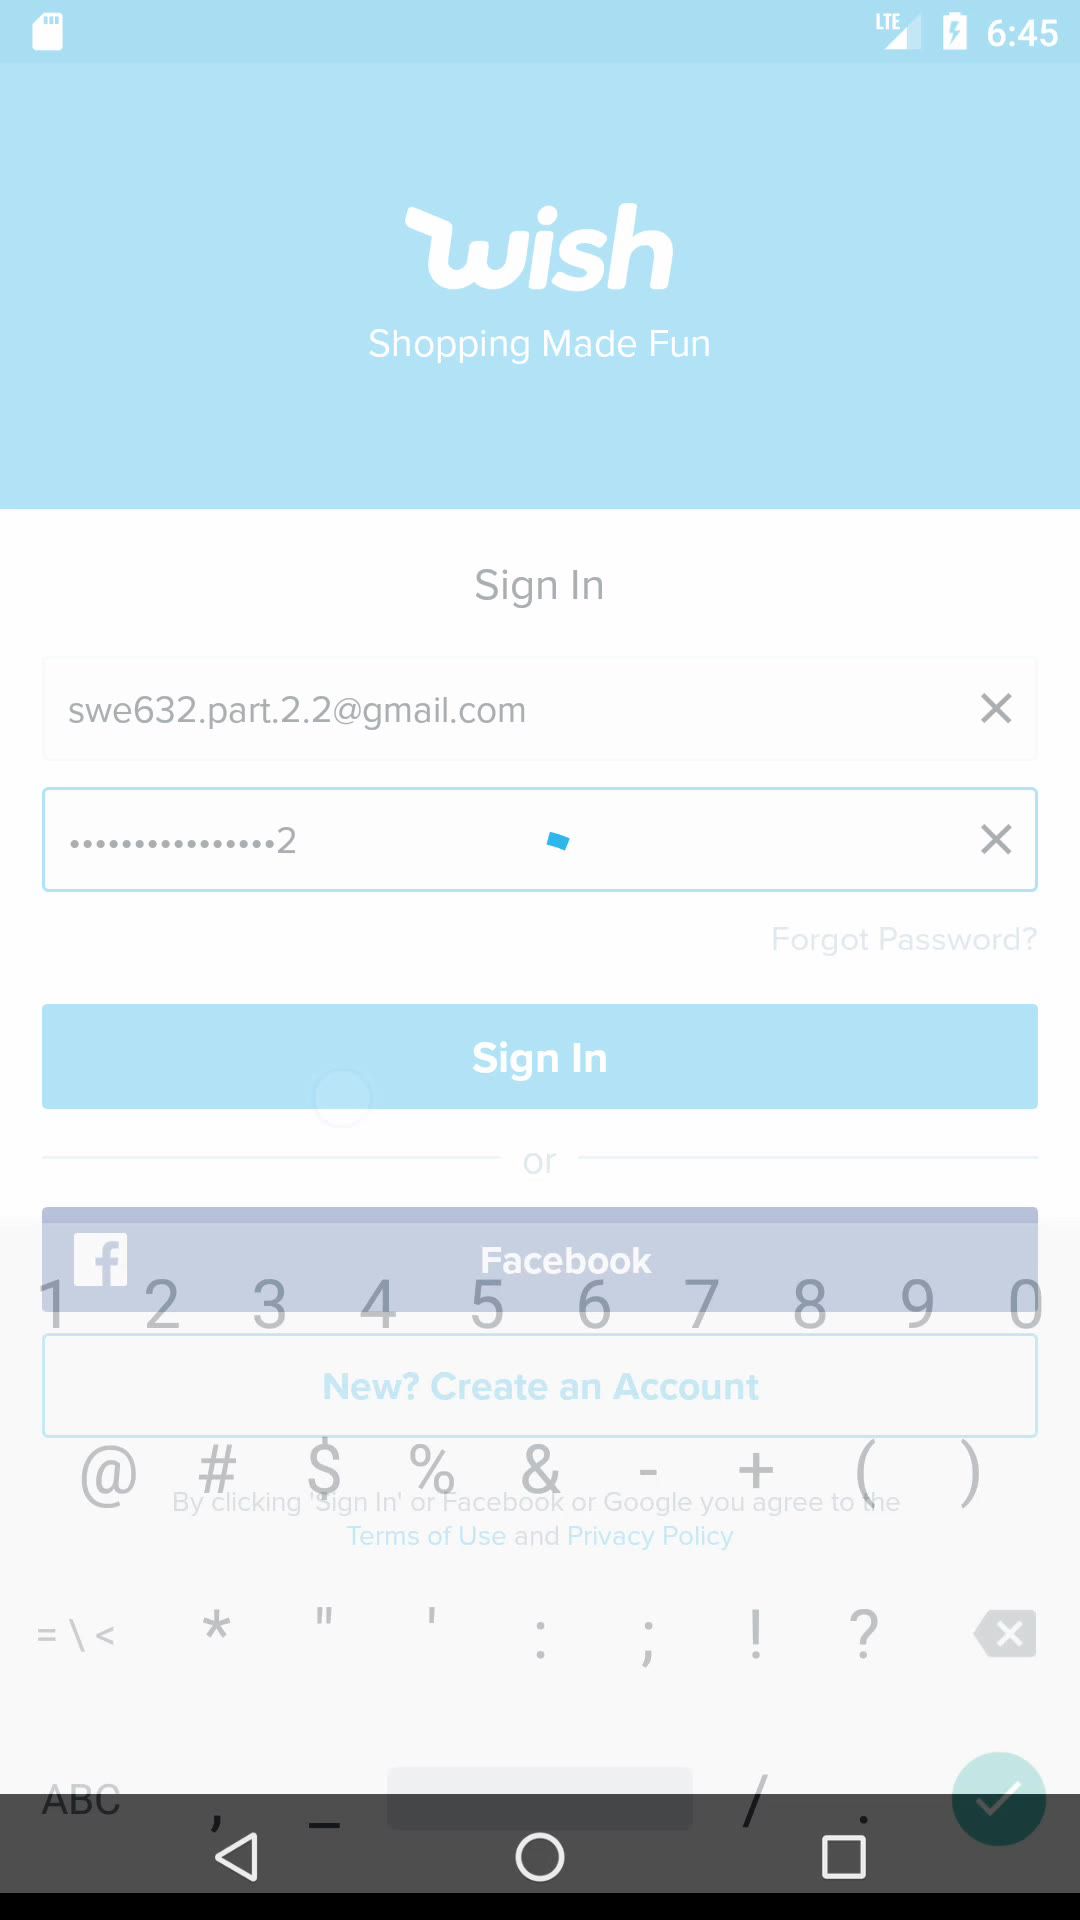 LTE 6:45
wish
Shopping Made Fun
Sign In
swe632.part.2.2@gmail.com
••••••••••••••••2
Forgot Password?
Sign In
or
Facebook
1 2 3 4 5 6 7 8 9 0
New? Create an Account
@ # $ % & - + ( )
By clicking 'Sign In' or Facebook or Google you agree to the
Terms of Use and Privacy Policy
= \ < * " ' : ; ! ?
ABC , _ / .